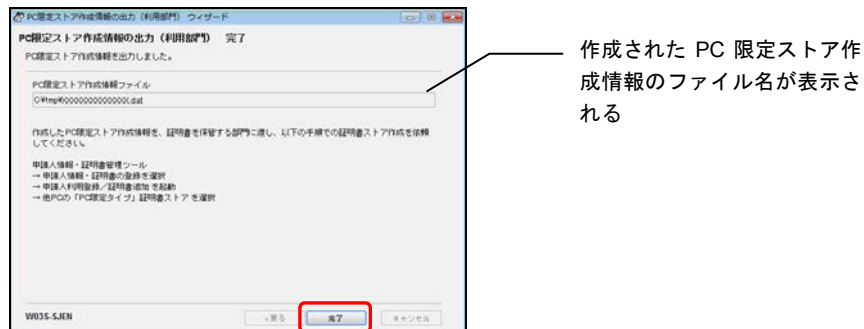 PC限定ストア作成情報の出力（利用部門） ウィザード
PC限定ストア作成情報の出力（利用部門） 完了
PC限定ストア作成情報を出力しました。
PC限定ストア作成情報ファイル
作成したPC限定ストア作成情報を、証明書を保管する部門に渡し、以下の手順での証明書ストア作成を依頼
してください。
申請人情報・証明書管理ツール
→ 申請人情報・証明書の登録 を選択
→ 申請人利用登録／証明書追加 を起動
→ 他PCの「PC限定タイプ」証明書ストア を選択
W03S-SJEN
＜戻る
完了
キャンセル
作成された PC 限定ストア作
成情報のファイル名が表示さ
れる